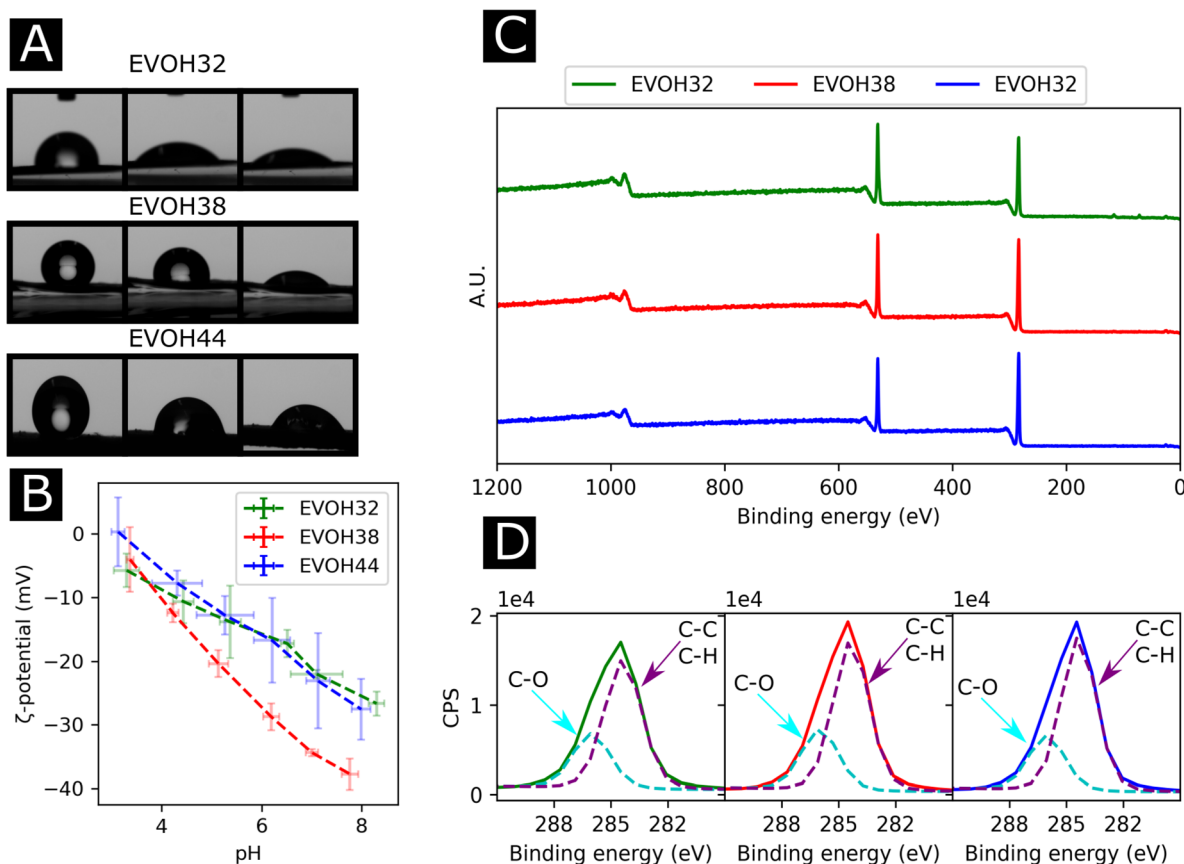 A
EVOH32
EVOH38
EVOH44
B
0
−10
−20
−30
−40
ζ-potential (mV)
EVOH32
EVOH38
EVOH44
4 6 8
pH
C
EVOH32 EVOH38 EVOH32
A.U.
1200 1000 800 600 400 200 0
Binding energy (eV)
D
1e4 1e4 1e4
2
1
0
CPS
C-O
C-C
C-H
C-O
C-C
C-H
C-O
C-C
C-H
288 285 282 288 285 282 288 285 282
Binding energy (eV) Binding energy (eV) Binding energy (eV)